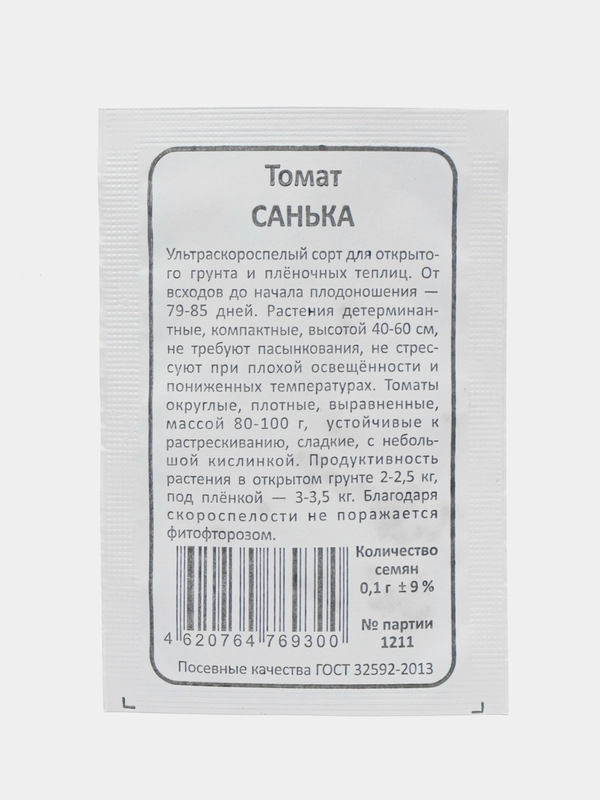 Томат
САНЬКА
Ультраскороспелый сорт для открыто-
го грунта и плёночных теплиц. От
всходов до начала плодоношения —
79-85 дней. Растения детерминан-
тные, компактные, высотой 40-60 см,
не требуют пасынкования, не стрес-
суют при плохой освещённости и
пониженных температурах. Томаты
округлые, плотные, выравненные,
массой 80-100 г, устойчивые к
растрескиванию, сладкие, с неболь-
шой кислинкой. Продуктивность
растения в открытом грунте 2-2,5 кг,
под плёнкой — 3-3,5 кг. Благодаря
скороспелости не поражается
фитофторозом.
Количество
семян
0,1 г ± 9 %
№ партии
1211
4 620764 769300
Посевные качества ГОСТ 32592-2013